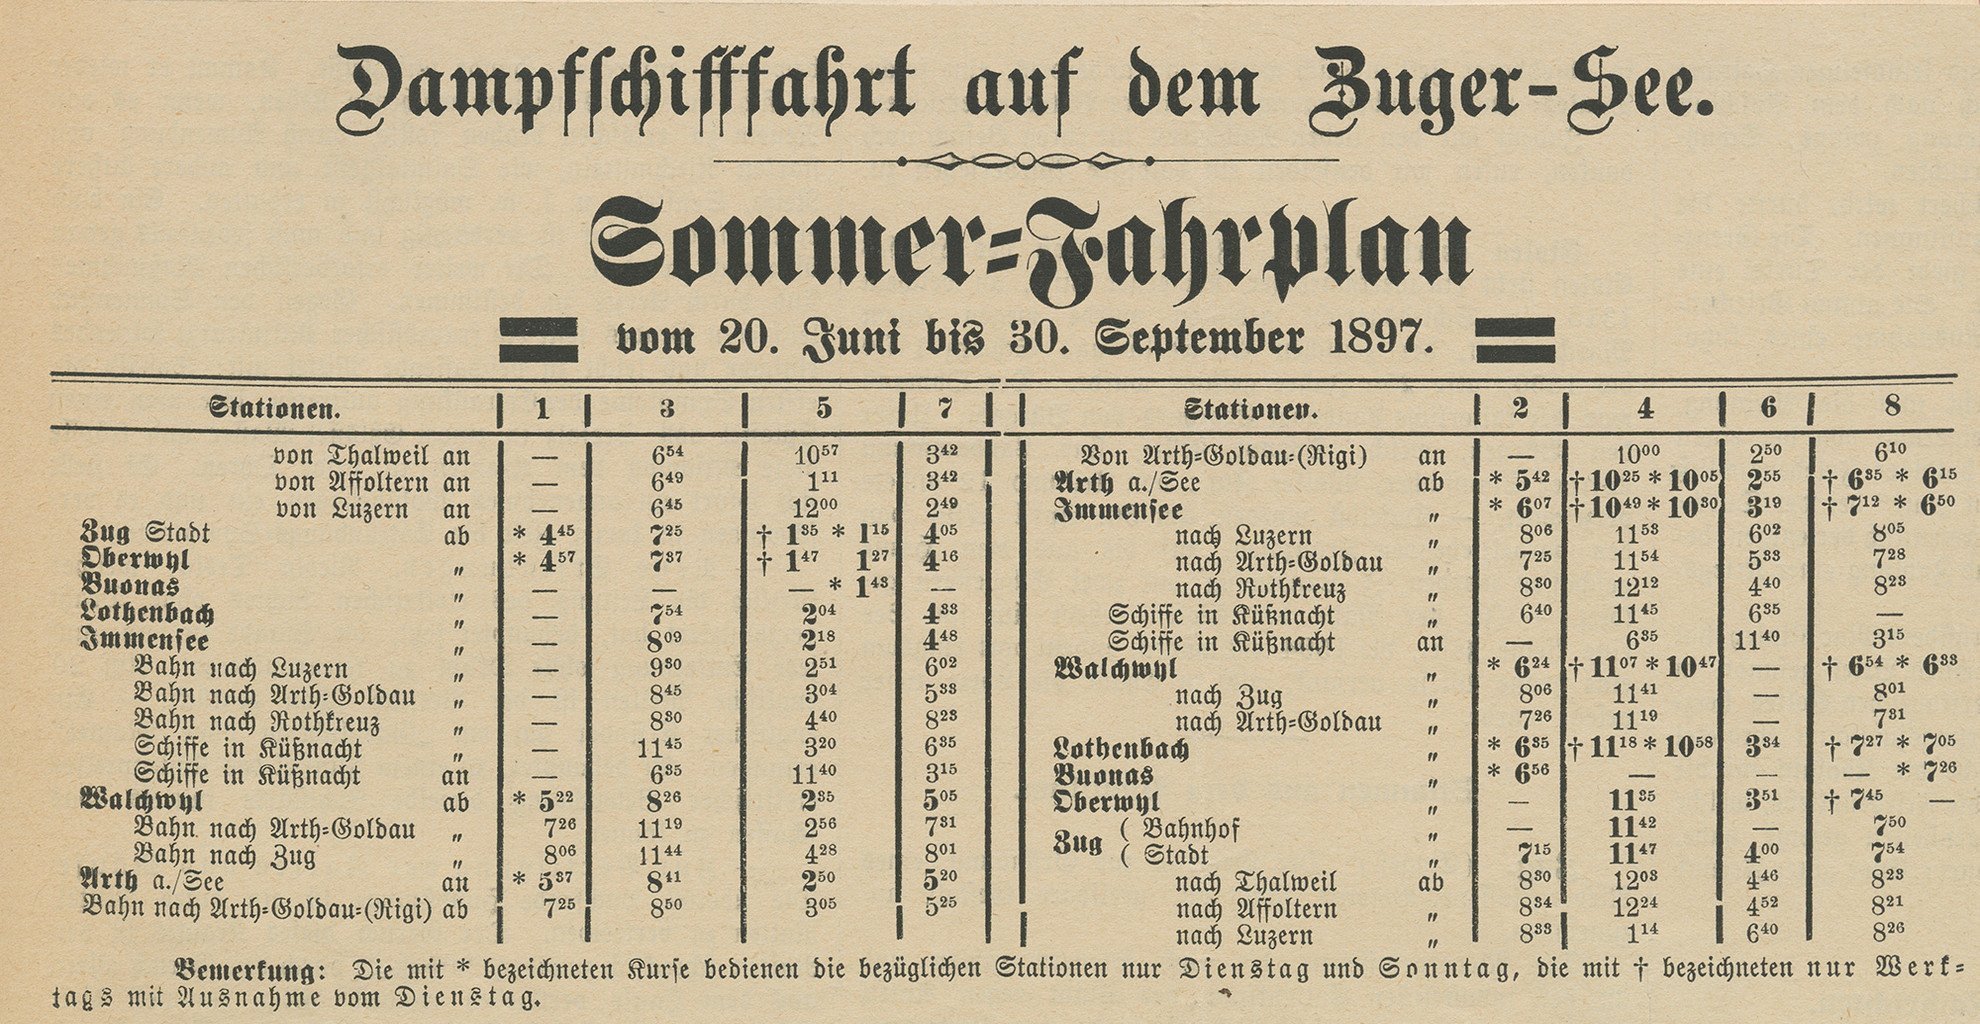 Dampfschifffahrt auf dem Zuger-See.
Sommer-Fahrplan
vom 20. Juni bis 30. September 1897.
Stationen. 1 3 5 7
von Thalweil an — 6⁵⁴ 10⁵⁷ 3⁴²
von Affoltern an — 6⁴⁹ 1¹¹ 3⁴²
von Luzern an — 6⁴⁵ 12⁰⁰ 2⁴⁹
Zug Stadt ab * 4⁴⁵ 7²⁵ † 1³⁵ * 1¹⁵ 4⁰⁵
Oberwyl „ * 4⁵⁷ 7³⁷ † 1⁴⁷ 1²⁷ 4¹⁶
Buonas „ — — — * 1⁴³ —
Lothenbach „ — 7⁵⁴ 2⁰⁴ 4³³
Immensee „ — 8⁰⁹ 2¹⁸ 4⁴⁸
Bahn nach Luzern „ — 9³⁰ 2⁵¹ 6⁰²
Bahn nach Arth-Goldau „ — 8⁴⁵ 3⁰⁴ 5³³
Bahn nach Rothkreuz „ — 8³⁰ 4⁴⁰ 8²³
Schiffe in Küßnacht „ — 11⁴⁵ 3²⁰ 6³⁵
Schiffe in Küßnacht an — 6³⁵ 11⁴⁰ 3¹⁵
Walchwyl ab * 5²² 8²⁶ 2³⁵ 5⁰⁵
Bahn nach Arth-Goldau „ 7²⁶ 11¹⁹ 2⁵⁶ 7³¹
Bahn nach Zug „ 8⁰⁶ 11⁴⁴ 4²⁸ 8⁰¹
Arth a./See an * 5³⁷ 8⁴¹ 2⁵⁰ 5²⁰
Bahn nach Arth-Goldau-(Rigi) ab 7²⁵ 8⁵⁰ 3⁰⁵ 5²⁵
Stationen. 2 4 6 8
Von Arth-Goldau-(Rigi) an — 10⁰⁰ 2⁵⁰ 6¹⁰
Arth a./See ab * 5⁴² † 10²⁵ * 10⁰⁵ 2⁵⁵ † 6³⁵ * 6¹⁵
Immensee „ * 6⁰⁷ † 10⁴⁹ * 10³⁰ 3¹⁹ † 7¹² * 6⁵⁰
nach Luzern „ 8⁰⁶ 11⁵³ 6⁰² 8⁰⁵
nach Arth-Goldau „ 7²⁵ 11⁵⁴ 5³³ 7²⁸
nach Rothkreuz „ 8³⁰ 12¹² 4⁴⁰ 8²³
Schiffe in Küßnacht „ 6⁴⁰ 11⁴⁵ 6³⁵ —
Schiffe in Küßnacht an — 6³⁵ 11⁴⁰ 3¹⁵
Walchwyl „ * 6²⁴ † 11⁰⁷ * 10⁴⁷ — † 6⁵⁴ * 6³³
nach Zug „ 8⁰⁶ 11⁴¹ — 8⁰¹
nach Arth-Goldau „ 7²⁶ 11¹⁹ — 7³¹
Lothenbach „ * 6³⁵ † 11¹⁸ * 10⁵⁸ 3³⁴ † 7²⁷ * 7⁰⁵
Buonas „ * 6⁵⁶ — — — * 7²⁶
Oberwyl „ — 11³⁵ 3⁵¹ † 7⁴⁵ —
Zug ( Bahnhof „ — 11⁴² — 7⁵⁰
( Stadt „ 7¹⁵ 11⁴⁷ 4⁰⁰ 7⁵⁴
nach Thalweil ab 8³⁰ 12⁰³ 4⁴⁶ 8²³
nach Affoltern „ 8³⁴ 12²⁴ 4⁵² 8²¹
nach Luzern „ 8³³ 1¹⁴ 6⁴⁰ 8²⁶
Bemerkung: Die mit * bezeichneten Kurse bedienen die bezüglichen Stationen nur Dienstag und Sonntag, die mit † bezeichneten nur Werk-
tags mit Ausnahme vom Dienstag.